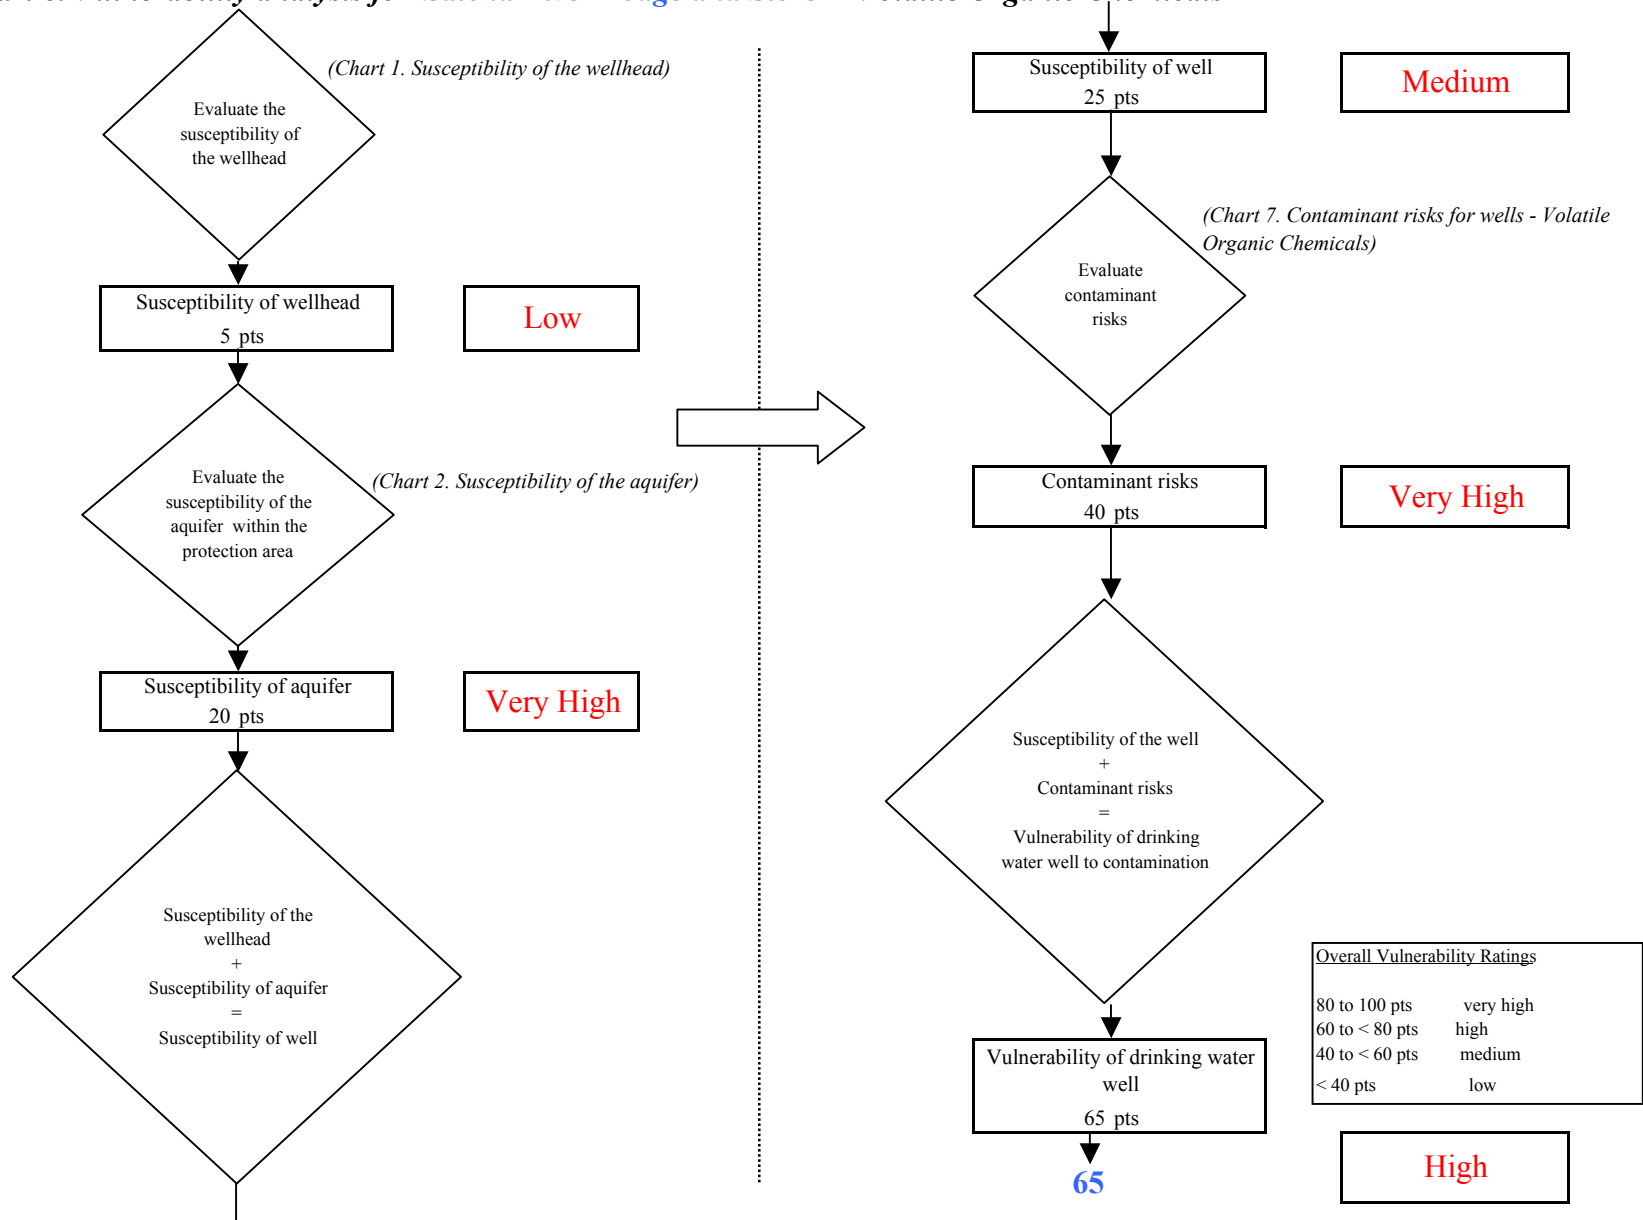 Organic Chemicals
(Chart 1. Susceptibility of the wellhead)
Evaluate the
susceptibility of
the wellhead
Susceptibility of wellhead
5 pts
Low
(Chart 2. Susceptibility of the aquifer)
Evaluate the
susceptibility of the
aquifer within the
protection area
Susceptibility of aquifer
20 pts
Very High
Susceptibility of the
wellhead
+
Susceptibility of aquifer
=
Susceptibility of well
Susceptibility of well
25 pts
Medium
(Chart 7. Contaminant risks for wells - Volatile
Organic Chemicals)
Evaluate
contaminant
risks
Contaminant risks
40 pts
Very High
Susceptibility of the well
+
Contaminant risks
=
Vulnerability of drinking
water well to contamination
Overall Vulnerability Ratings
80 to 100 pts very high
60 to < 80 pts high
40 to < 60 pts medium
< 40 pts low
Vulnerability of drinking water
well
65 pts
65
High